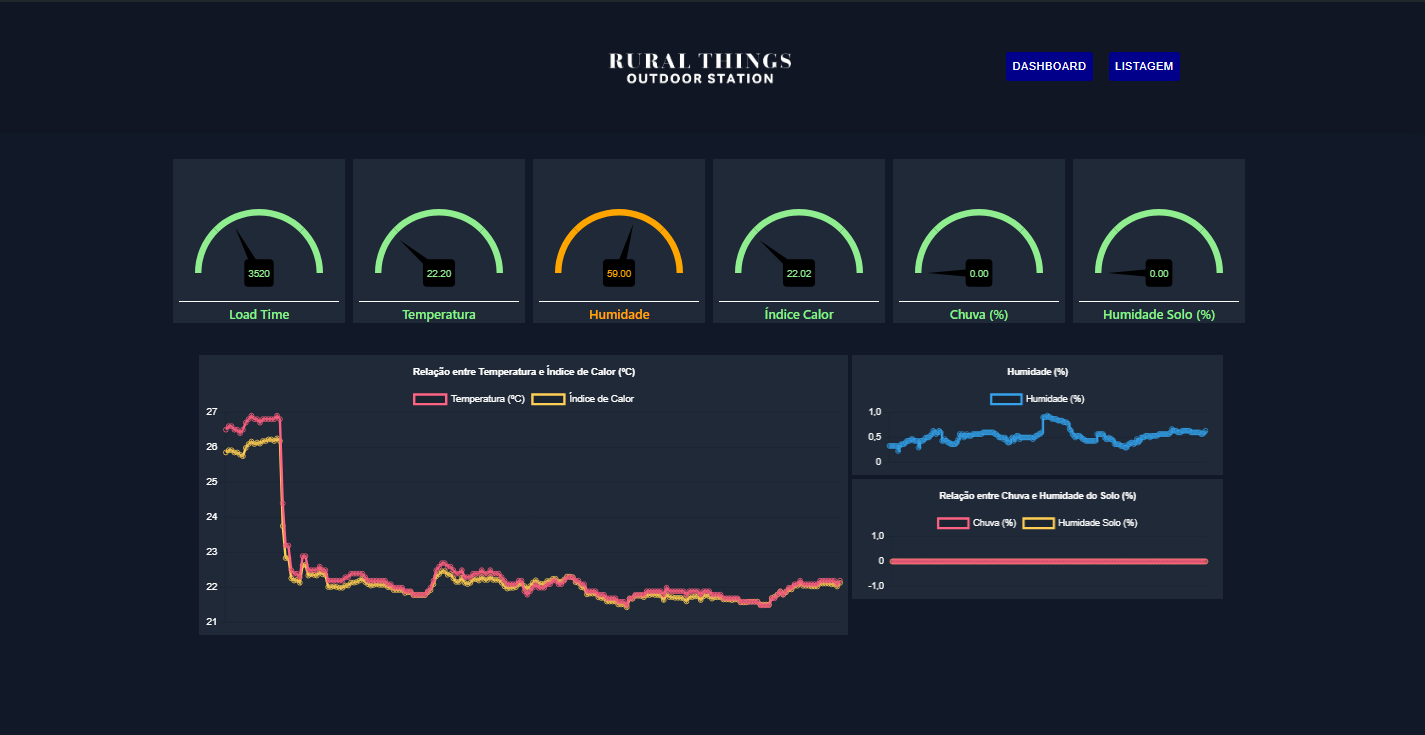 RURAL THINGS
OUTDOOR STATION
DASHBOARD
LISTAGEM
3520
Load Time
22.20
Temperatura
59.00
Humidade
22.02
Índice Calor
0.00
Chuva (%)
0.00
Humidade Solo (%)
Relação entre Temperatura e Índice de Calor (ºC)
Temperatura (ºC) Índice de Calor
27
26
25
24
23
22
21
Humidade (%)
Humidade (%)
1,0
0,5
0
Relação entre Chuva e Humidade do Solo (%)
Chuva (%) Humidade Solo (%)
1,0
0
-1,0